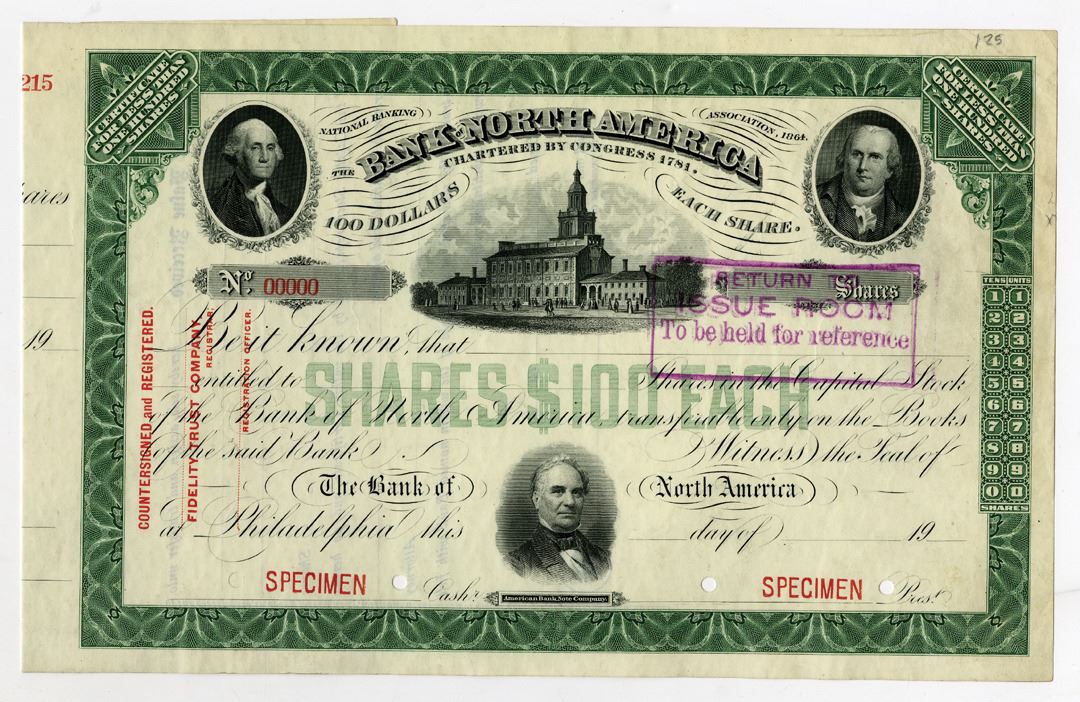 125
215
CERTIFICATE
FOR LESS THAN
ONE HUNDRED
SHARES
CERTIFICATE
FOR LESS THAN
ONE HUNDRED
SHARES
NATIONAL BANKING
ASSOCIATION, 1864.
THE BANK OF NORTH AMERICA
CHARTERED BY CONGRESS 1781.
100 DOLLARS
EACH SHARE.
ares
No. 00000
Shares
RETURN TO
ISSUE ROOM
To be held for reference
TENS UNITS
1 1
2 2
3 3
4 4
5 5
6 6
7 7
8 8
9 9
0 0
SHARES
19
Be it known, that
SHARES $100 EACH
entitled to Shares in the Capital Stock
of the Bank of North America, transferable only on the Books
of the said Bank. Witness the Seal of
The Bank of North America
at Philadelphia this day of 19
COUNTERSIGNED and REGISTERED.
FIDELITY TRUST COMPANY,
REGISTRAR.
REGISTRATION OFFICER.
SPECIMEN Cashr.
SPECIMEN Prest.
American Bank Note Company.